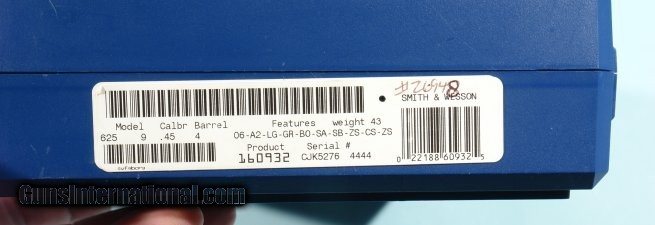 #26948
SMITH & WESSON
Model Calbr Barrel Features weight 43
625 9 .45 4 06-A2-LG-GR-B0-SA-SB-ZS-CS-ZS
Product Serial #
160932 CJK5276 4444
0 22188 60932 5
GunsInternational.com